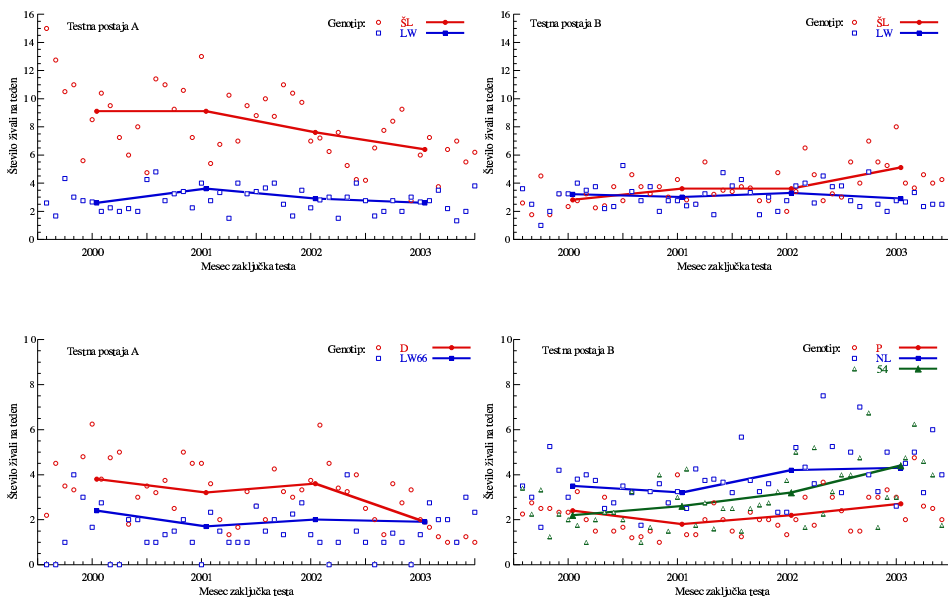 Testna postaja A
Genotip: ŠL
LW
16
14
12
10
8
6
4
2
0
Število živali na teden
2000 2001 2002 2003
Mesec zaključka testa
Testna postaja B
Genotip: ŠL
LW
16
14
12
10
8
6
4
2
0
Število živali na teden
2000 2001 2002 2003
Mesec zaključka testa
Testna postaja A
Genotip: D
LW66
10
8
6
4
2
0
Število živali na teden
2000 2001 2002 2003
Mesec zaključka testa
Testna postaja B
Genotip: P
NL
54
10
8
6
4
2
0
Število živali na teden
2000 2001 2002 2003
Mesec zaključka testa